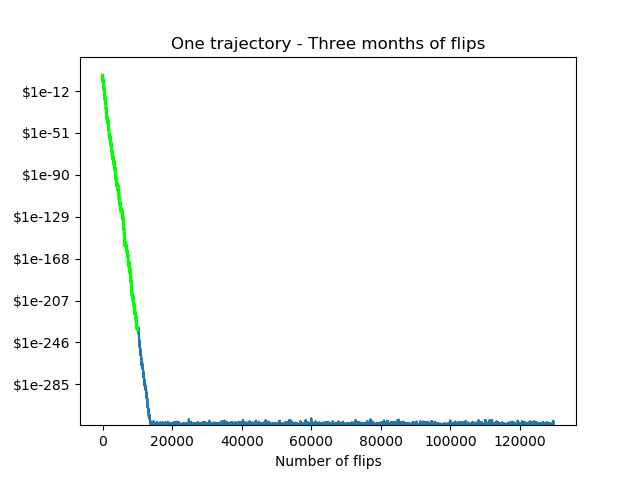 One trajectory - Three months of flips
$1e-12
$1e-51
$1e-90
$1e-129
$1e-168
$1e-207
$1e-246
$1e-285
0 20000 40000 60000 80000 100000 120000
Number of flips